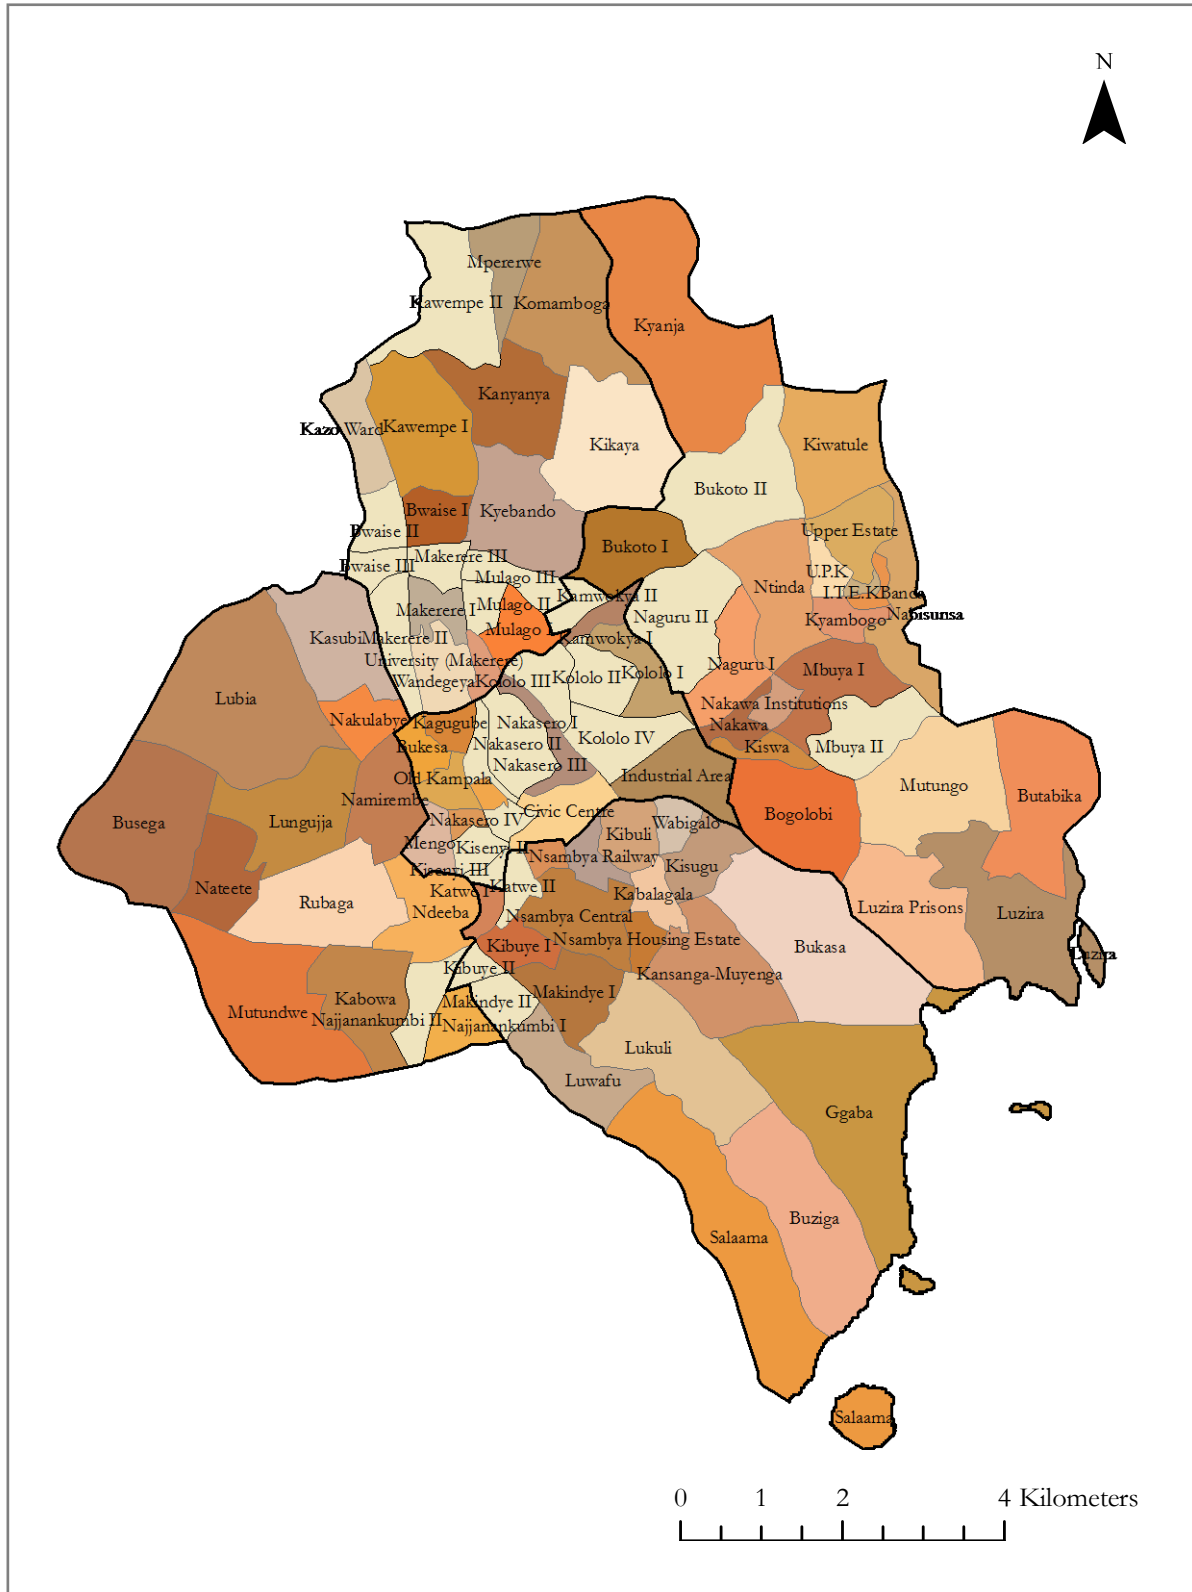 N
Mpererwe
Kawempe II
Komamboga
Kyanja
Kanyanya
Kazo Ward
Kawempe I
Kikaya
Kiwatule
Bukoto II
Bwaise I
Kyebando
Bwaise II
Upper Estate
Bukoto I
Makerere III
Bwaise III
Mulago III
U.P.K
Ntinda
I.T.E.K
Banda
Kamwokya II
Makerere I
Mulago II
Naguru II
Kyambogo
Nabisunsa
Mulago I
Kasubi
Makerere II
Kamwokya I
University (Makerere)
Naguru I
Mbuya I
Wandegeya
Kololo III
Kololo II
Kololo I
Lubia
Nakawa Institutions
Nakulabye
Kagugube
Nakasero I
Nakawa
Bukesa
Nakasero II
Kololo IV
Kiswa
Mbuya II
Nakasero III
Old Kampala
Industrial Area
Mutungo
Butabika
Namirembe
Busega
Lungujja
Nakasero IV
Civic Centre
Wabigalo
Bogolobi
Kibuli
Mengo
Kisenyi II
Nsambya Railway
Kisugu
Kisenyi III
Nateete
Katwe I
Katwe II
Kabalagala
Rubaga
Ndeeba
Nsambya Central
Luzira Prisons
Luzira
Kibuye I
Nsambya Housing Estate
Bukasa
Luzira
Kibuye II
Kansanga-Muyenga
Kabowa
Makindye II
Makindye I
Mutundwe
Najjanankumbi II
Najjanankumbi I
Lukuli
Luwafu
Ggaba
Buziga
Salaama
Salaama
0 1 2 4 Kilometers